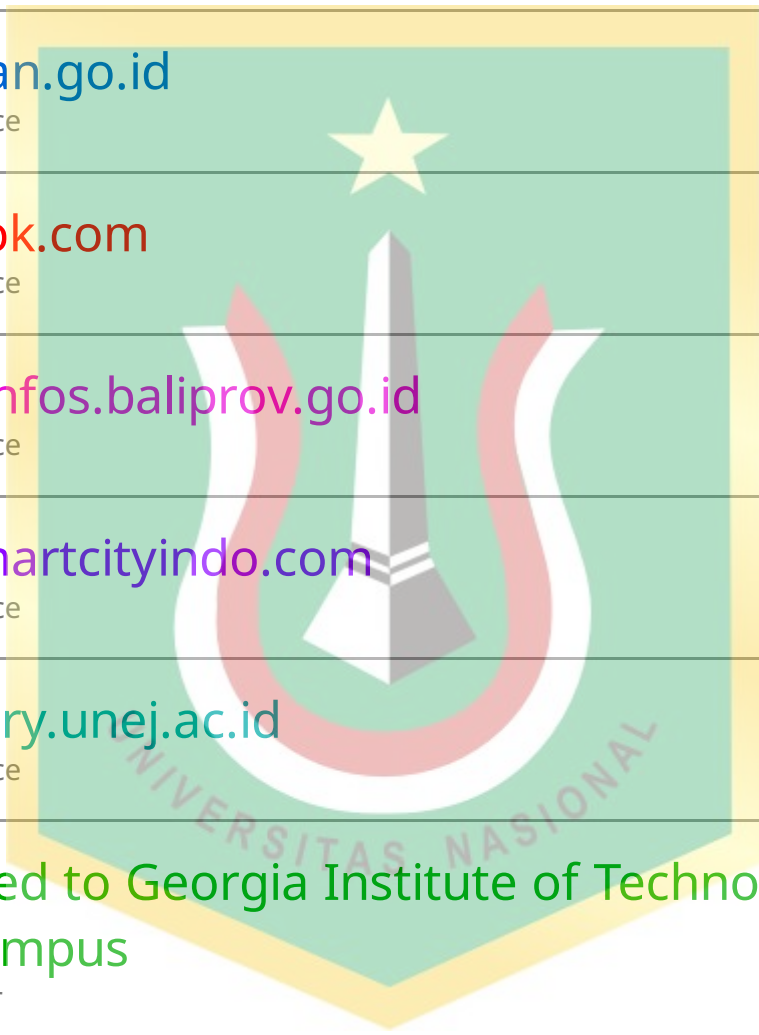 an.go.id
ce
ok.com
ce
nfos.baliprov.go.id
ce
martcityindo.com
ce
ry.unej.ac.id
ce
ed to Georgia Institute of Techno
mpus
UNIVERSITAS NASIONAL